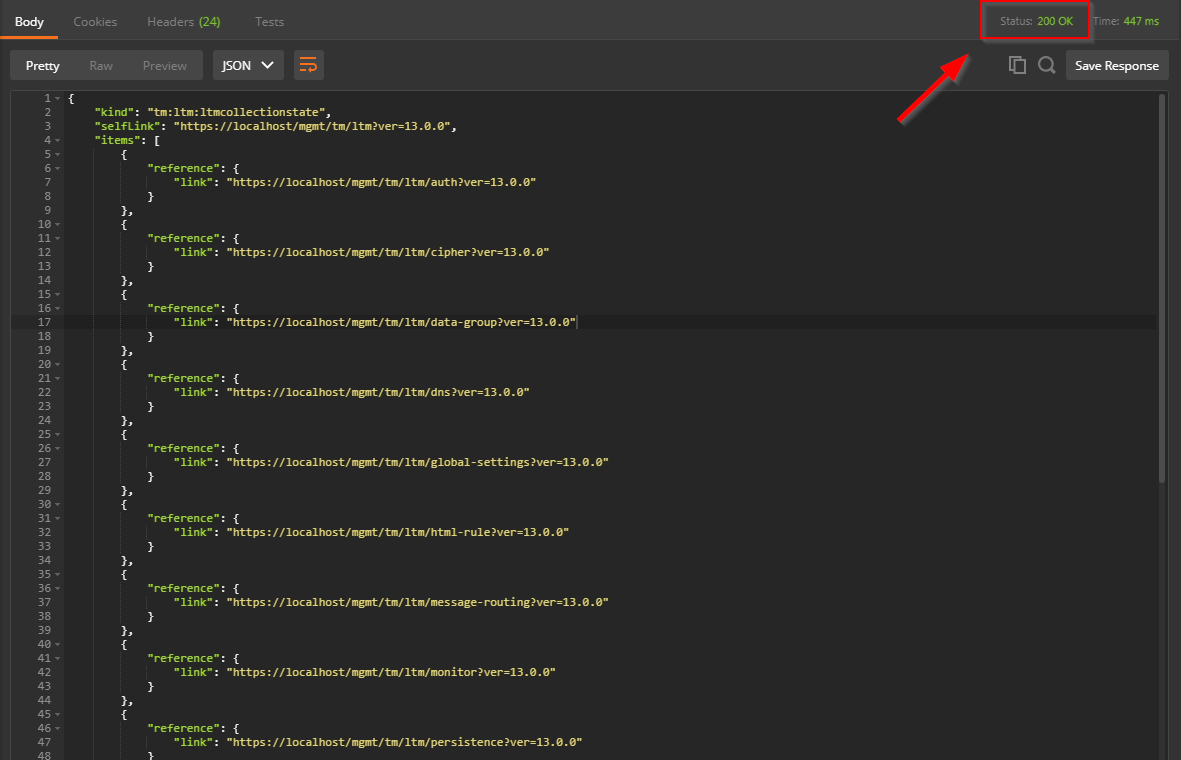 Body Cookies Headers (24) Tests Status: 200 OK Time: 447 ms
Pretty Raw Preview JSON Save Response
1 {
2 "kind": "tm:ltm:ltmcollectionstate",
3 "selfLink": "https://localhost/mgmt/tm/ltm?ver=13.0.0",
4 "items": [
5 {
6 "reference": {
7 "link": "https://localhost/mgmt/tm/ltm/auth?ver=13.0.0"
8 }
9 },
10 {
11 "reference": {
12 "link": "https://localhost/mgmt/tm/ltm/cipher?ver=13.0.0"
13 }
14 },
15 {
16 "reference": {
17 "link": "https://localhost/mgmt/tm/ltm/data-group?ver=13.0.0"
18 }
19 },
20 {
21 "reference": {
22 "link": "https://localhost/mgmt/tm/ltm/dns?ver=13.0.0"
23 }
24 },
25 {
26 "reference": {
27 "link": "https://localhost/mgmt/tm/ltm/global-settings?ver=13.0.0"
28 }
29 },
30 {
31 "reference": {
32 "link": "https://localhost/mgmt/tm/ltm/html-rule?ver=13.0.0"
33 }
34 },
35 {
36 "reference": {
37 "link": "https://localhost/mgmt/tm/ltm/message-routing?ver=13.0.0"
38 }
39 },
40 {
41 "reference": {
42 "link": "https://localhost/mgmt/tm/ltm/monitor?ver=13.0.0"
43 }
44 },
45 {
46 "reference": {
47 "link": "https://localhost/mgmt/tm/ltm/persistence?ver=13.0.0"
48 }